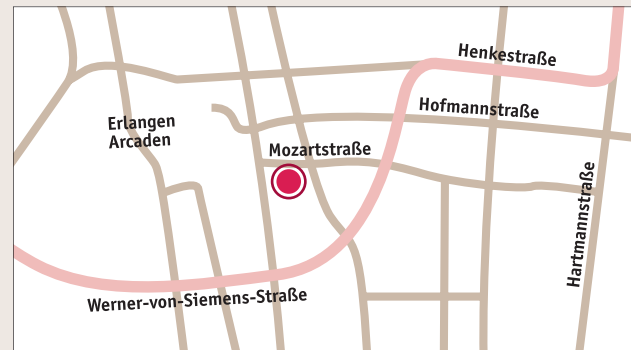 Henkestraße
Hofmannstraße
Erlangen
Arcaden
Mozartstraße
Hartmannstraße
Werner-von-Siemens-Straße